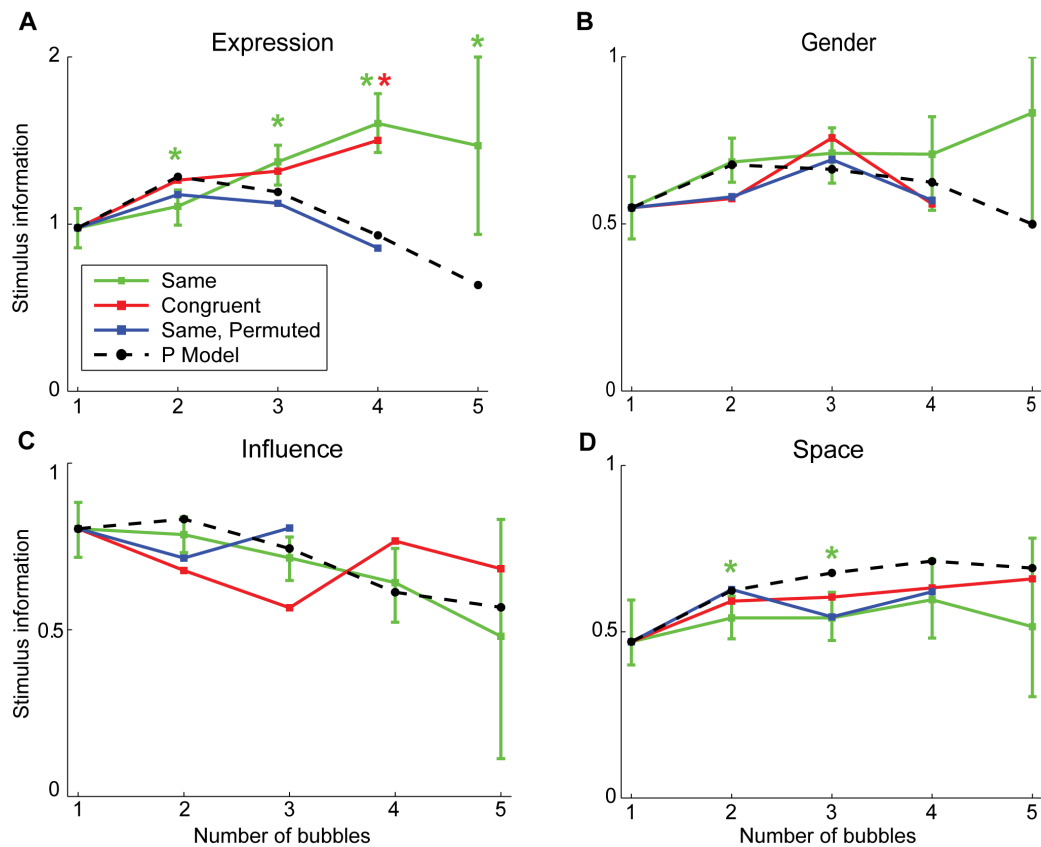 A
Expression
*
*
*
*
*
2
1
0
Stimulus information
Same
Congruent
Same, Permuted
P Model
1 2 3 4 5
B
Gender
1
0.5
0
1 2 3 4 5
C
Influence
1
0.5
0
Stimulus information
1 2 3 4 5
Number of bubbles
D
Space
*
*
1
0.5
0
1 2 3 4 5
Number of bubbles